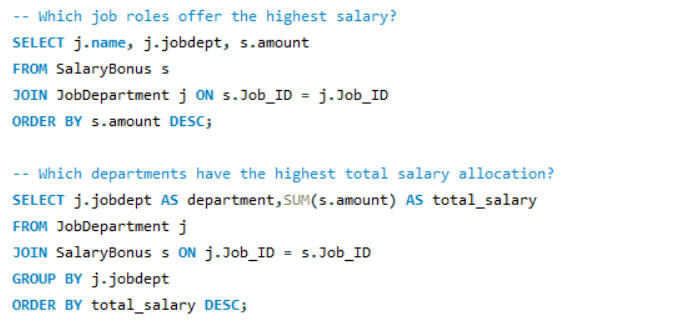 -- Which job roles offer the highest salary?
SELECT j.name, j.jobdept, s.amount
FROM SalaryBonus s
JOIN JobDepartment j ON s.Job_ID = j.Job_ID
ORDER BY s.amount DESC;

-- Which departments have the highest total salary allocation?
SELECT j.jobdept AS department,SUM(s.amount) AS total_salary
FROM JobDepartment j
JOIN SalaryBonus s ON j.Job_ID = s.Job_ID
GROUP BY j.jobdept
ORDER BY total_salary DESC;